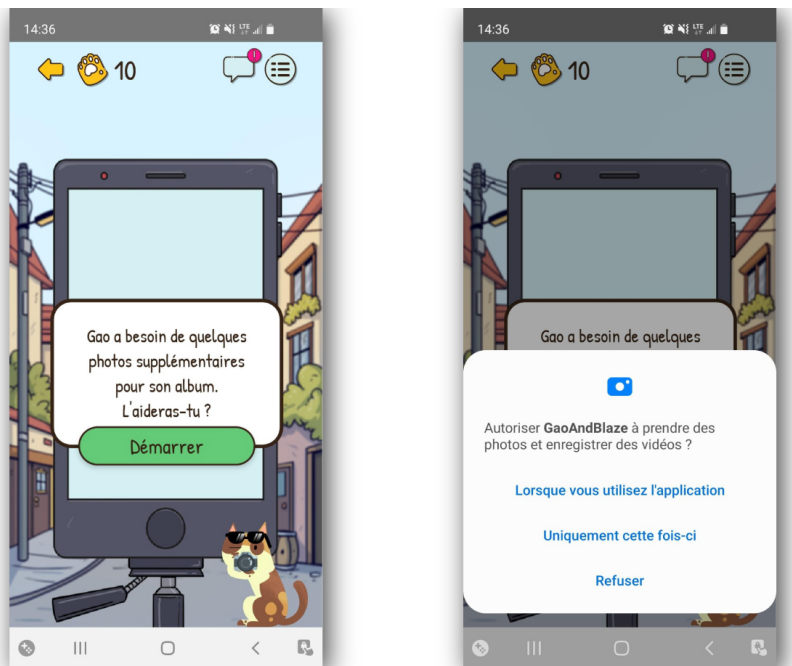 14:36
LTE
10
!
Gao a besoin de quelques
photos supplémentaires
pour son album.
L'aideras-tu ?
Démarrer
14:36
LTE
10
!
Gao a besoin de quelques
Autoriser GaoAndBlaze à prendre des
photos et enregistrer des vidéos ?
Lorsque vous utilisez l'application
Uniquement cette fois-ci
Refuser